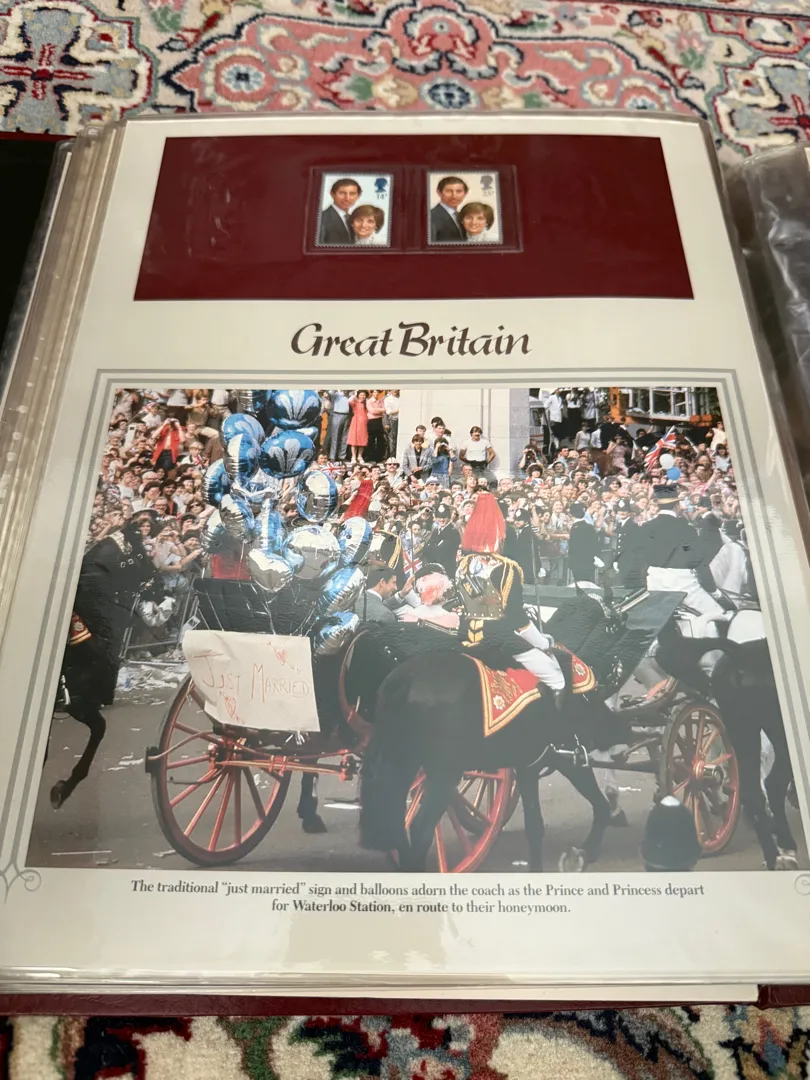 14P
Great Britain
JUST MARRIED
The traditional "just married" sign and balloons adorn the coach as the Prince and Princess depart
for Waterloo Station, en route to their honeymoon.